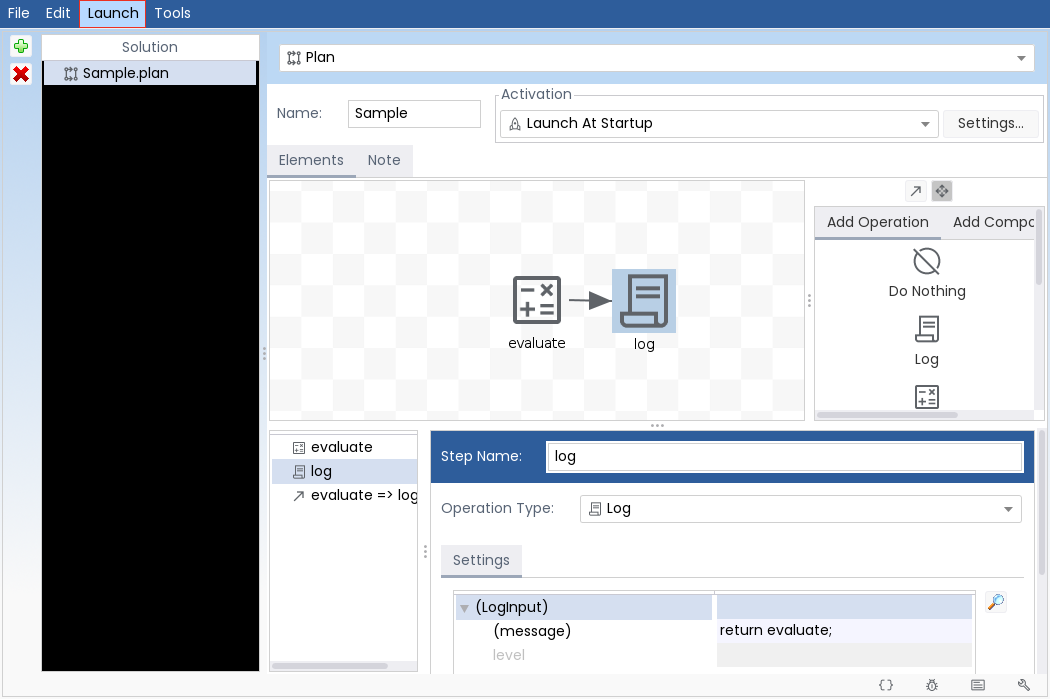 File Edit Launch Tools
Solution
Sample.plan
Plan
Name: Sample
Activation
Launch At Startup
Settings...
Elements Note
evaluate
log
Add Operation Add Compo
Do Nothing
Log
evaluate
log
evaluate => log
Step Name: log
Operation Type: Log
Settings
(LogInput)
(message) return evaluate;
level